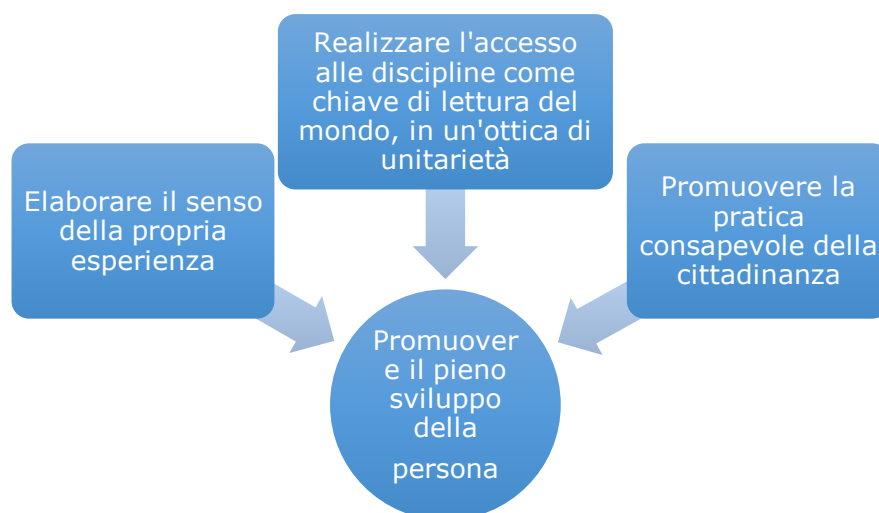 Realizzare l'accesso
alle discipline come
chiave di lettura del
mondo, in un'ottica di
unitarietà
Elaborare il senso
della propria
esperienza
Promuovere la
pratica
consapevole della
cittadinanza
Promuover
e il pieno
sviluppo
della
persona